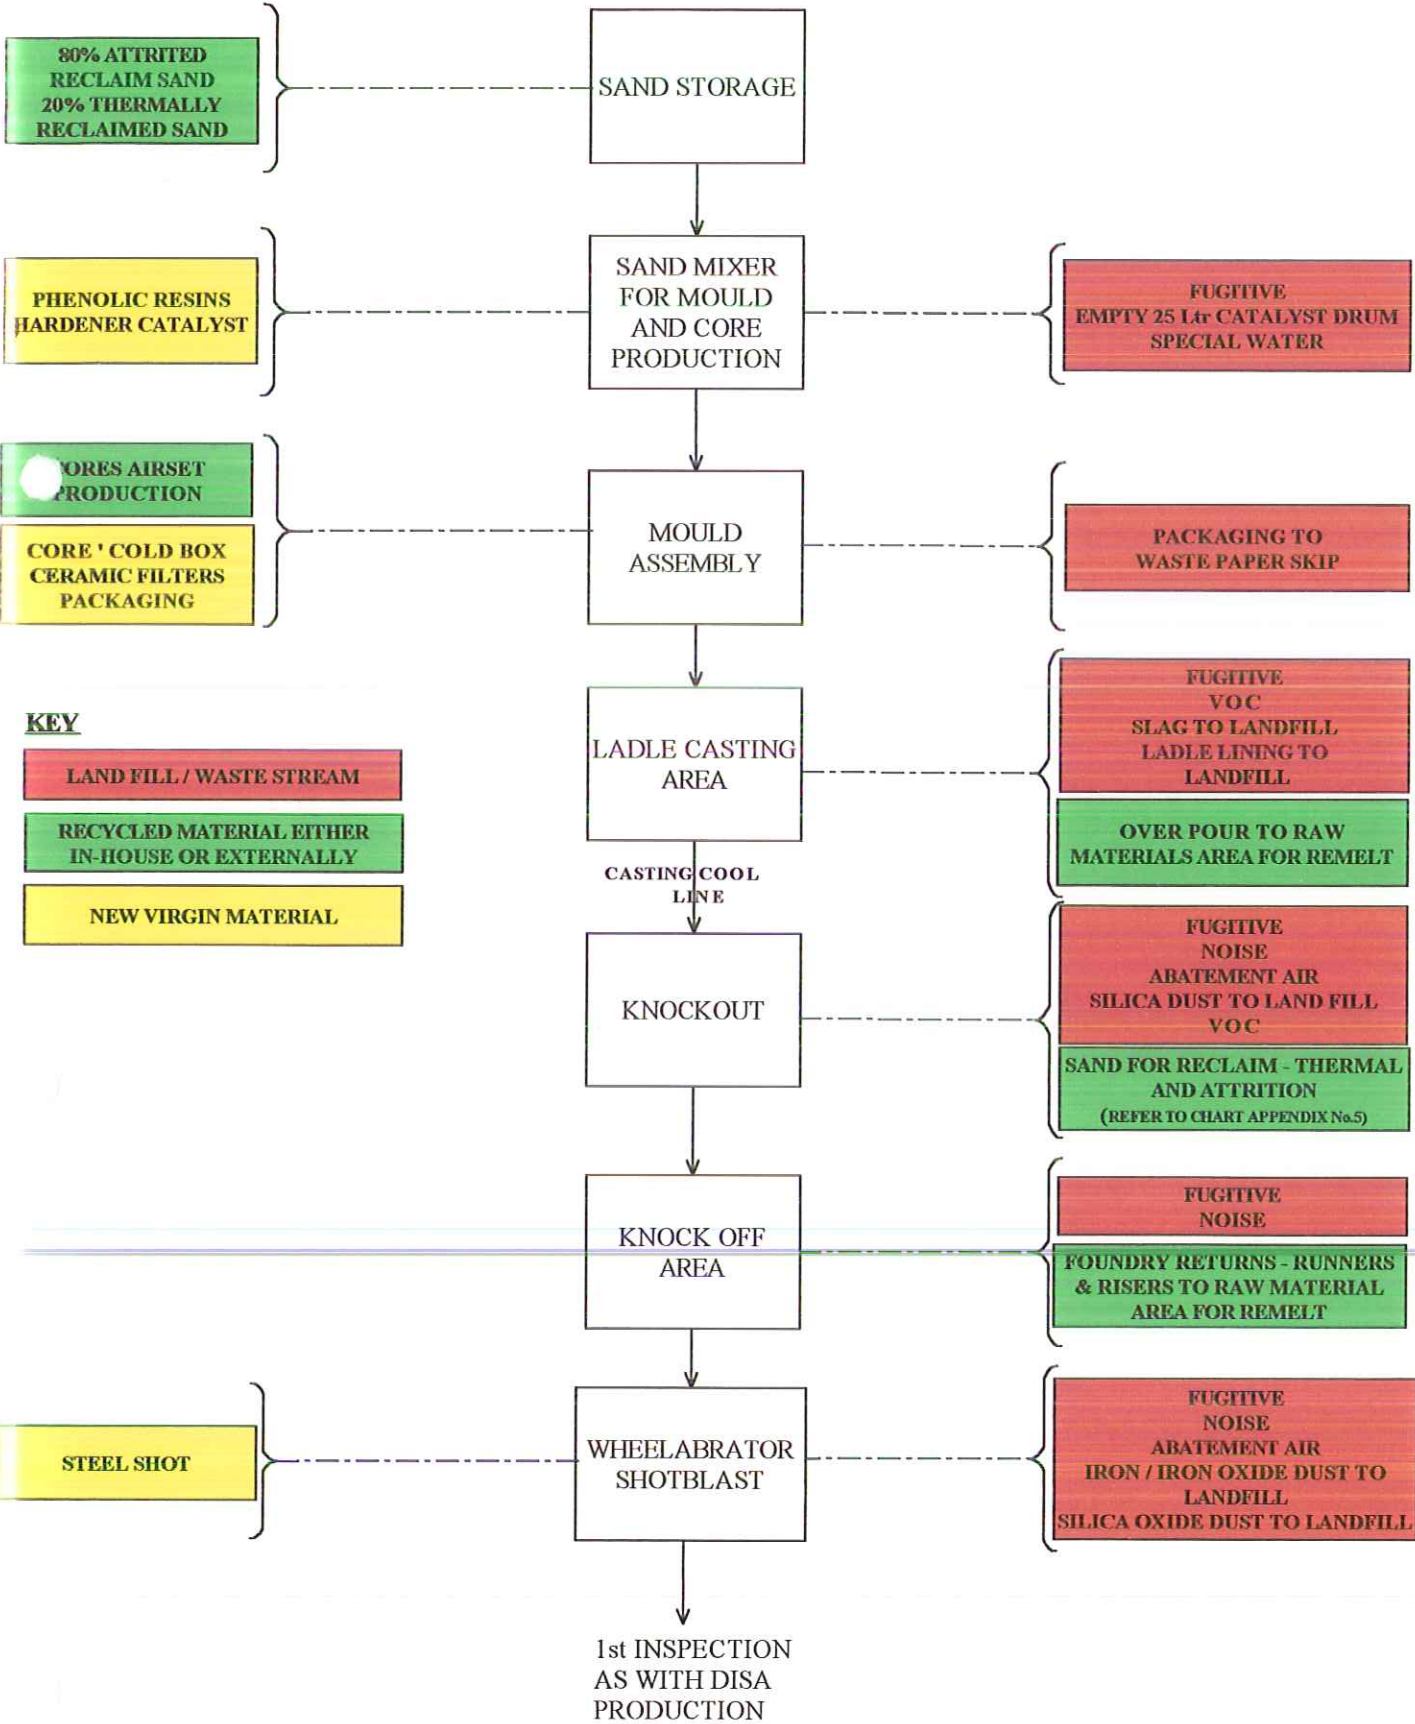 80% ATTRITED
RECLAIM SAND
20% THERMALLY
RECLAIMED SAND
SAND STORAGE
PHENOLIC RESINS
HARDENER CATALYST
SAND MIXER
FOR MOULD
AND CORE
PRODUCTION
FUGITIVE
EMPTY 25 Ltr CATALYST DRUM
SPECIAL WATER
ORES AIRSET
PRODUCTION
CORE ' COLD BOX
CERAMIC FILTERS
PACKAGING
MOULD
ASSEMBLY
PACKAGING TO
WASTE PAPER SKIP
KEY
LAND FILL / WASTE STREAM
RECYCLED MATERIAL EITHER
IN-HOUSE OR EXTERNALLY
NEW VIRGIN MATERIAL
LADLE CASTING
AREA
FUGITIVE
VOC
SLAG TO LANDFILL
LADLE LINING TO
LANDFILL
OVER POUR TO RAW
MATERIALS AREA FOR REMELT
CASTING COOL
LINE
KNOCKOUT
FUGITIVE
NOISE
ABATEMENT AIR
SILICA DUST TO LAND FILL
VOC
SAND FOR RECLAIM - THERMAL
AND ATTRITION
(REFER TO CHART APPENDIX No.5)
KNOCK OFF
AREA
FUGITIVE
NOISE
FOUNDRY RETURNS - RUNNERS
& RISERS TO RAW MATERIAL
AREA FOR REMELT
STEEL SHOT
WHEELABRATOR
SHOTBLAST
FUGITIVE
NOISE
ABATEMENT AIR
IRON / IRON OXIDE DUST TO
LANDFILL
SILICA OXIDE DUST TO LANDFILL
1st INSPECTION
AS WITH DISA
PRODUCTION